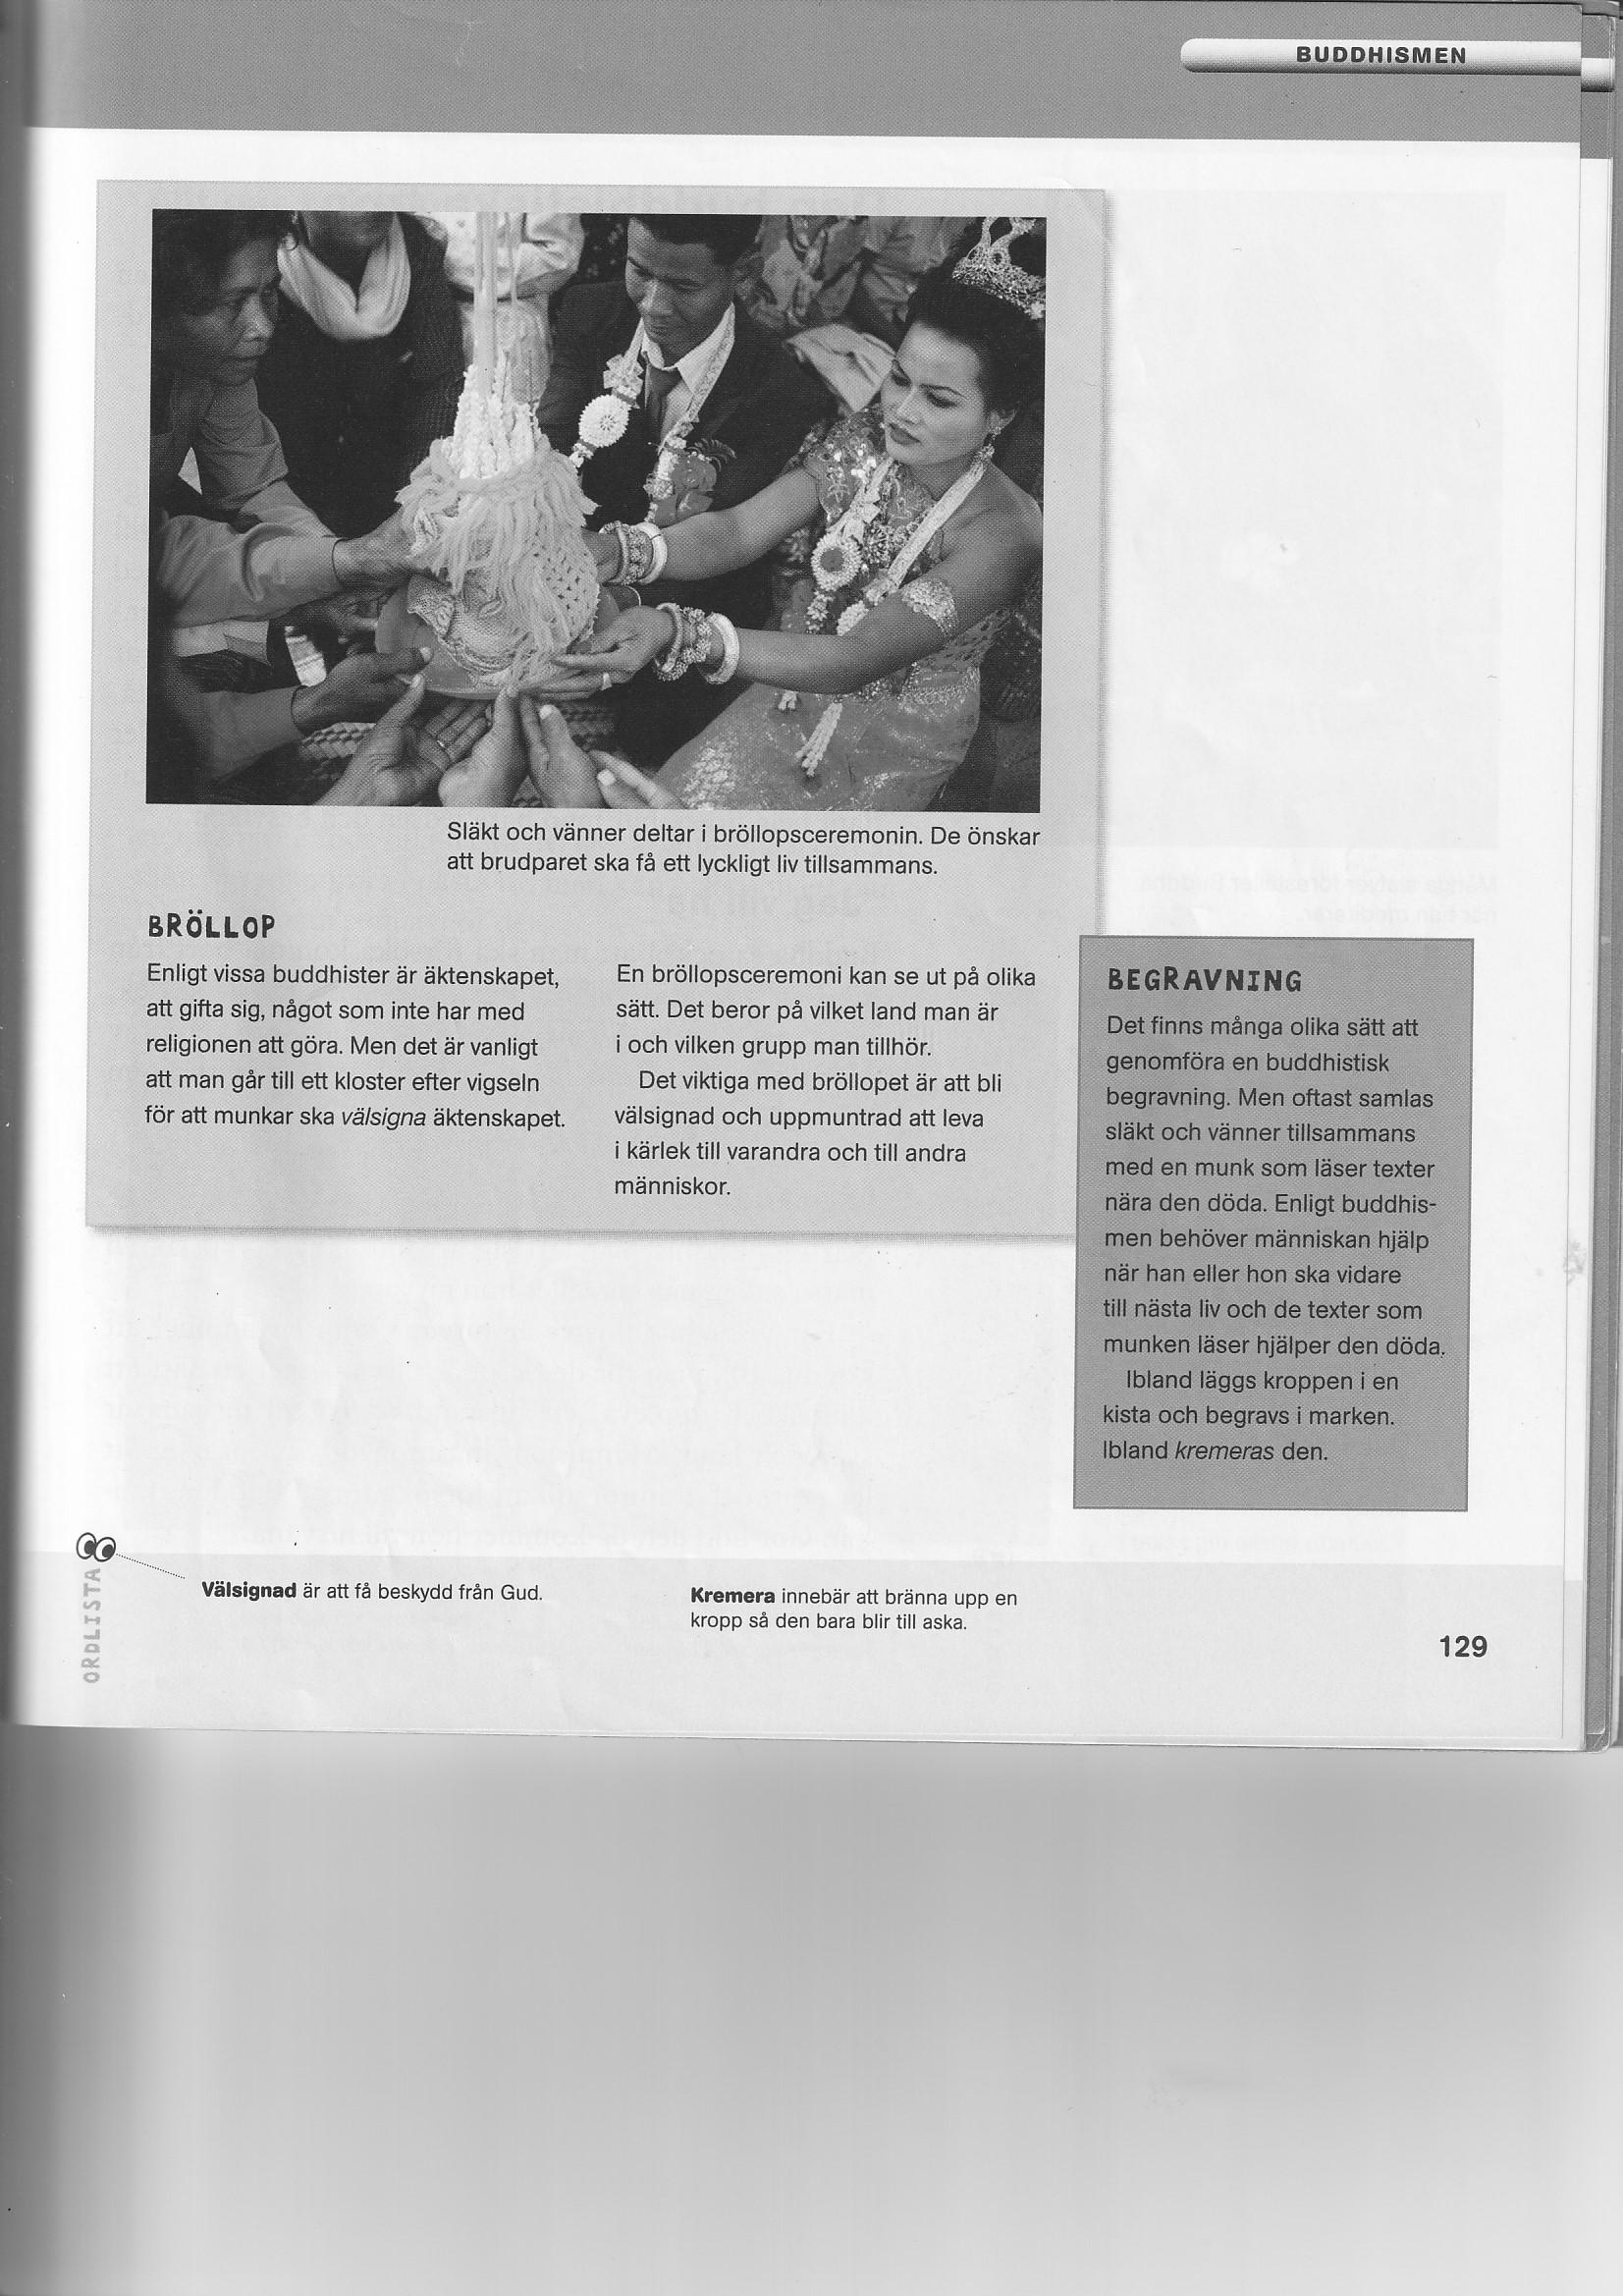 BUDDHISMEN
Släkt och vänner deltar i bröllopsceremonin. De önskar
att brudparet ska få ett lyckligt liv tillsammans.
BRÖLLOP
Enligt vissa buddhister är äktenskapet,
att gifta sig, något som inte har med
religionen att göra. Men det är vanligt
att man går till ett kloster efter vigseln
för att munkar ska välsigna äktenskapet.
En bröllopsceremoni kan se ut på olika
sätt. Det beror på vilket land man är
i och vilken grupp man tillhör.
Det viktiga med bröllopet är att bli
välsignad och uppmuntrad att leva
i kärlek till varandra och till andra
människor.
BEGRAVNING
Det finns många olika sätt att
genomföra en buddhistisk
begravning. Men oftast samlas
släkt och vänner tillsammans
med en munk som läser texter
nära den döda. Enligt buddhis-
men behöver människan hjälp
när han eller hon ska vidare
till nästa liv och de texter som
munken läser hjälper den döda.
Ibland läggs kroppen i en
kista och begravs i marken.
Ibland kremeras den.
ORDLISTA
Välsignad är att få beskydd från Gud.
Kremera innebär att bränna upp en
kropp så den bara blir till aska.
129